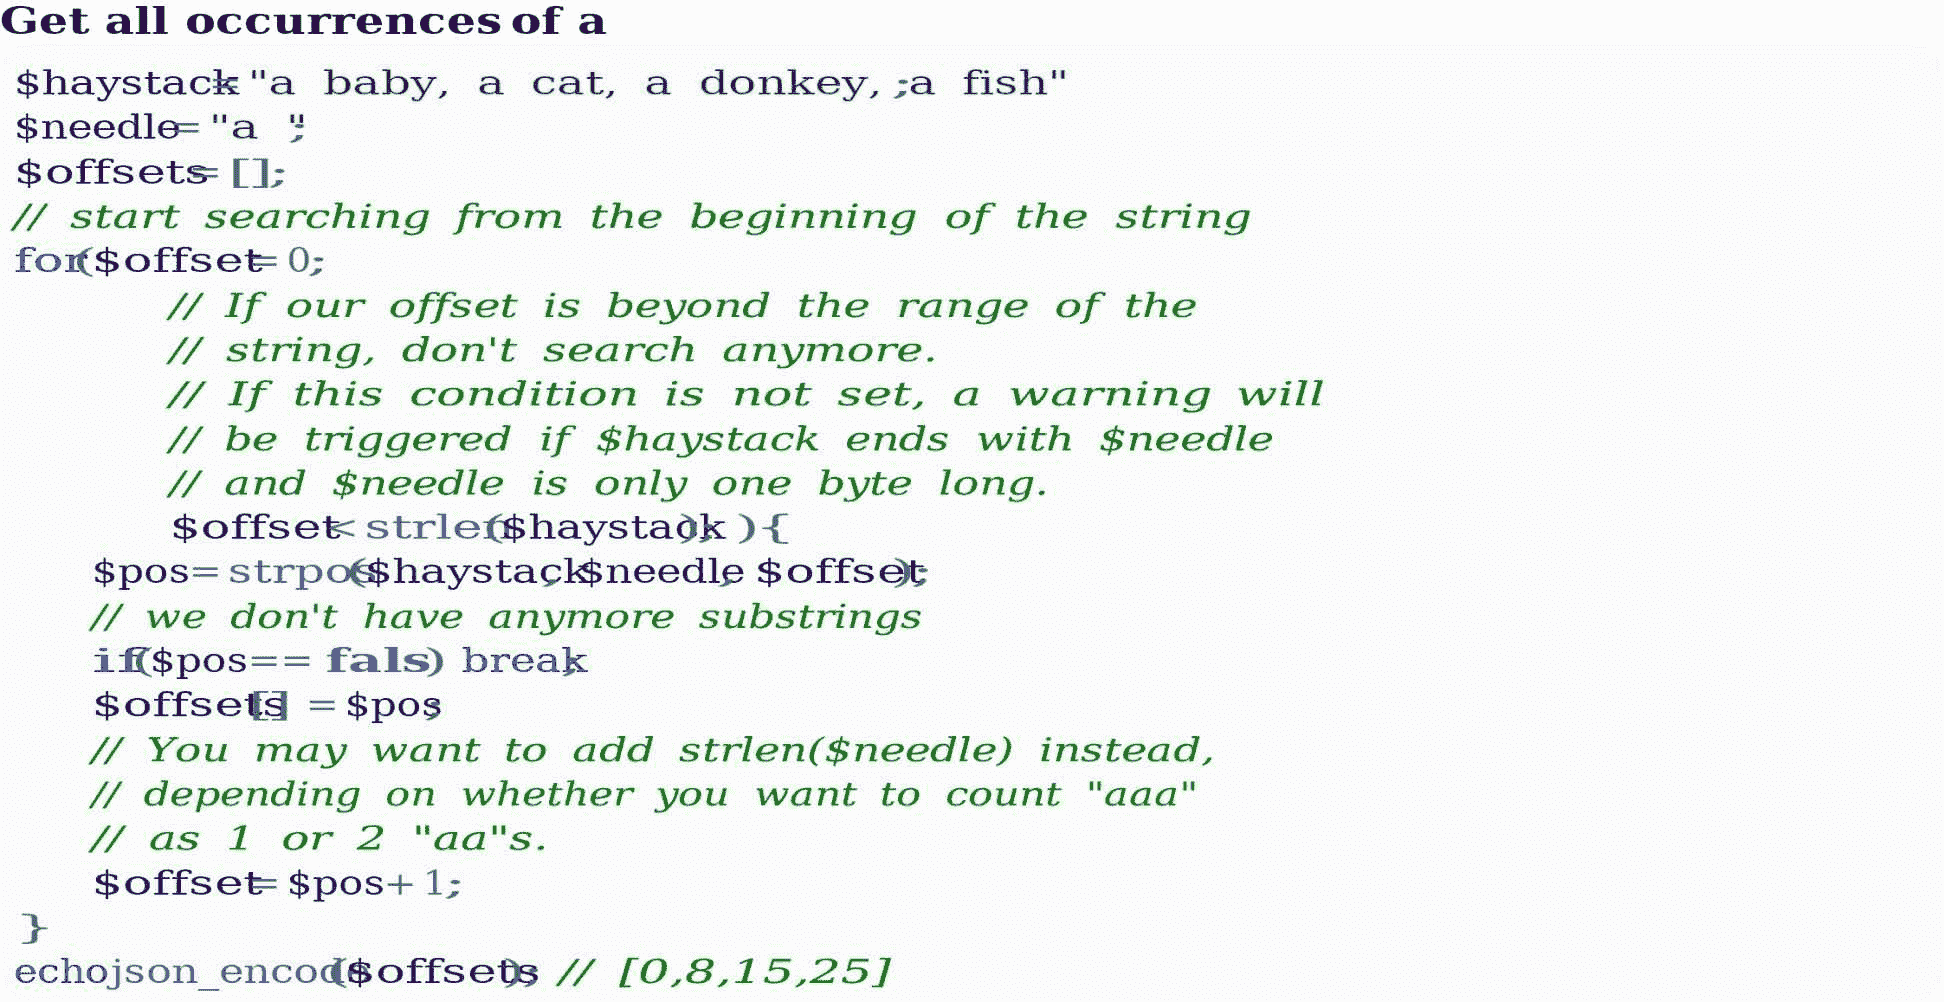 Get all occurrences of a
$haystack = "a baby, a cat, a donkey, a fish";
$needle = "a ";
$offsets = [];
// start searching from the beginning of the string
for($offset = 0;
// If our offset is beyond the range of the
// string, don't search anymore.
// If this condition is not set, a warning will
// be triggered if $haystack ends with $needle
// and $needle is only one byte long.
$offset < strlen($haystack); ){
$pos = strpos($haystack, $needle, $offset);
// we don't have anymore substrings
if($pos == fals) break;
$offsets[] = $pos;
// You may want to add strlen($needle) instead,
// depending on whether you want to count "aaa"
// as 1 or 2 "aa"s.
$offset = $pos + 1;
}
echo json_encode($offsets); // [0,8,15,25]